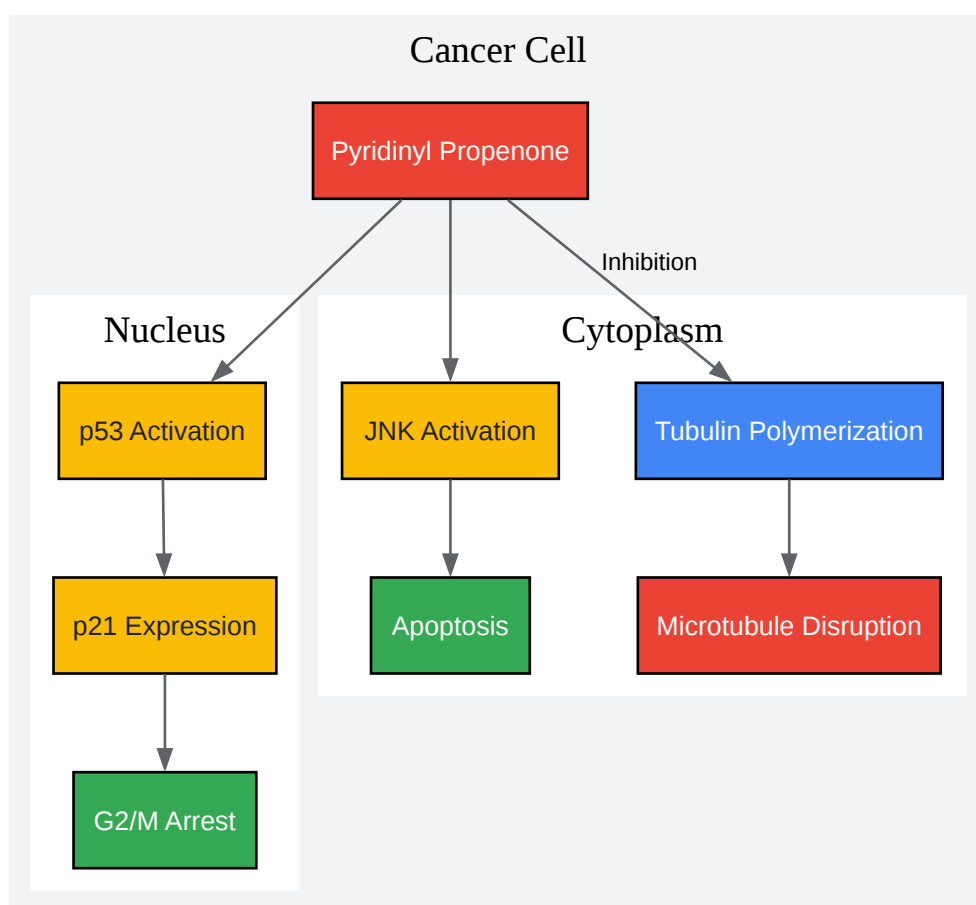 Cancer Cell
Pyridinyl Propenone
Inhibition
Nucleus
Cytoplasm
p53 Activation
JNK Activation
Tubulin Polymerization
p21 Expression
Apoptosis
Microtubule Disruption
G2/M Arrest